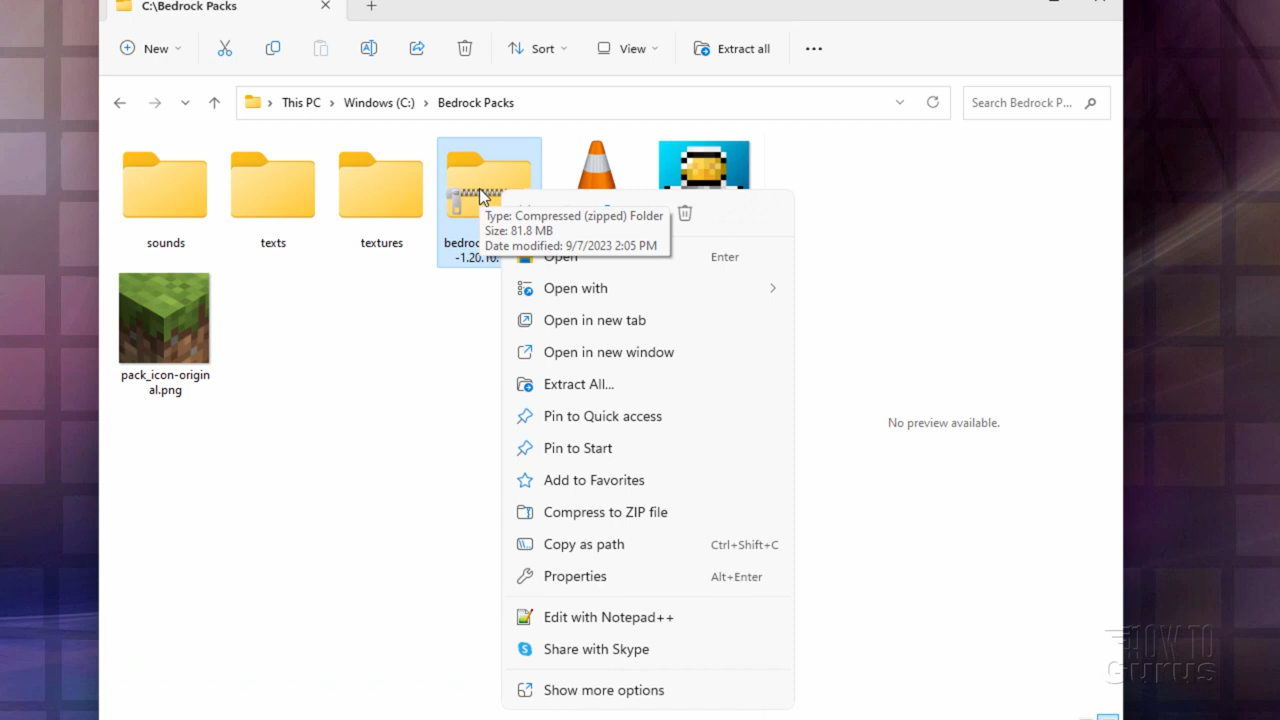 C:\Bedrock Packs
New
Sort
View
Extract all
This PC
Windows (C:)
Bedrock Packs
Search Bedrock P...
sounds
texts
textures
Type: Compressed (zipped) Folder
Size: 81.8 MB
Date modified: 9/7/2023 2:05 PM
Open Enter
Open with
Open in new tab
Open in new window
Extract All...
Pin to Quick access
Pin to Start
Add to Favorites
Compress to ZIP file
Copy as path Ctrl+Shift+C
Properties Alt+Enter
Edit with Notepad++
Share with Skype
Show more options
pack_icon-origin
al.png
No preview available.
HOW TO
GURUS